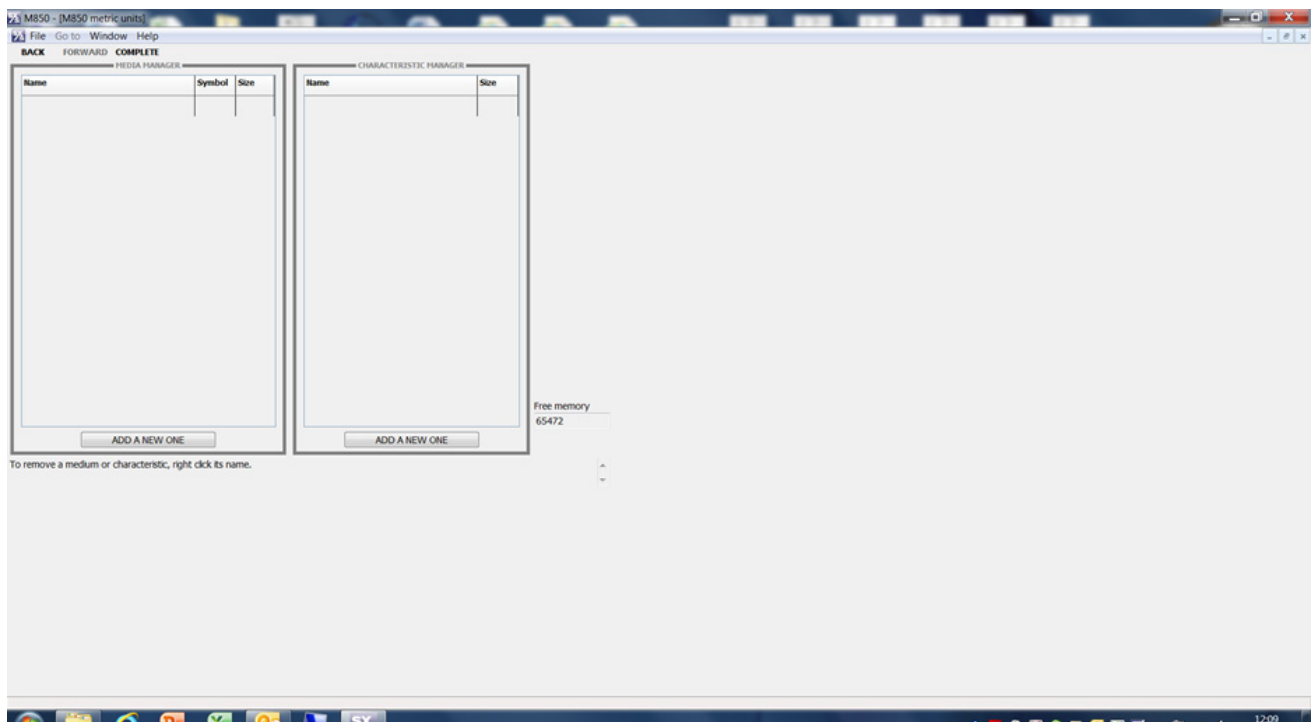 M850 - [M850 metric units]
File Go to Window Help
BACK FORWARD COMPLETE
MEDIA MANAGER
Name Symbol Size
ADD A NEW ONE
CHARACTERISTIC MANAGER
Name Size
ADD A NEW ONE
Free memory
65472
To remove a medium or characteristic, right click its name.
SX
12:09